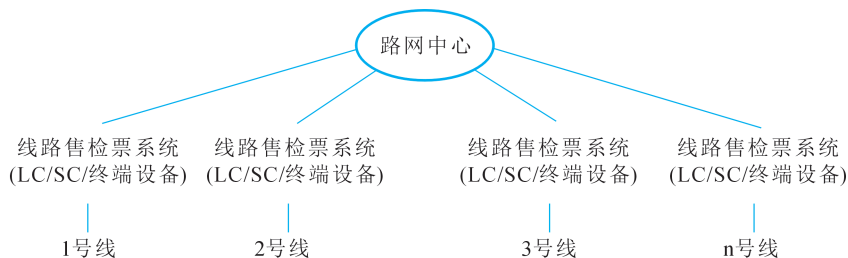 路网中心
线路售检票系统
(LC/SC/终端设备)
线路售检票系统
(LC/SC/终端设备)
线路售检票系统
(LC/SC/终端设备)
线路售检票系统
(LC/SC/终端设备)
1号线
2号线
3号线
n号线